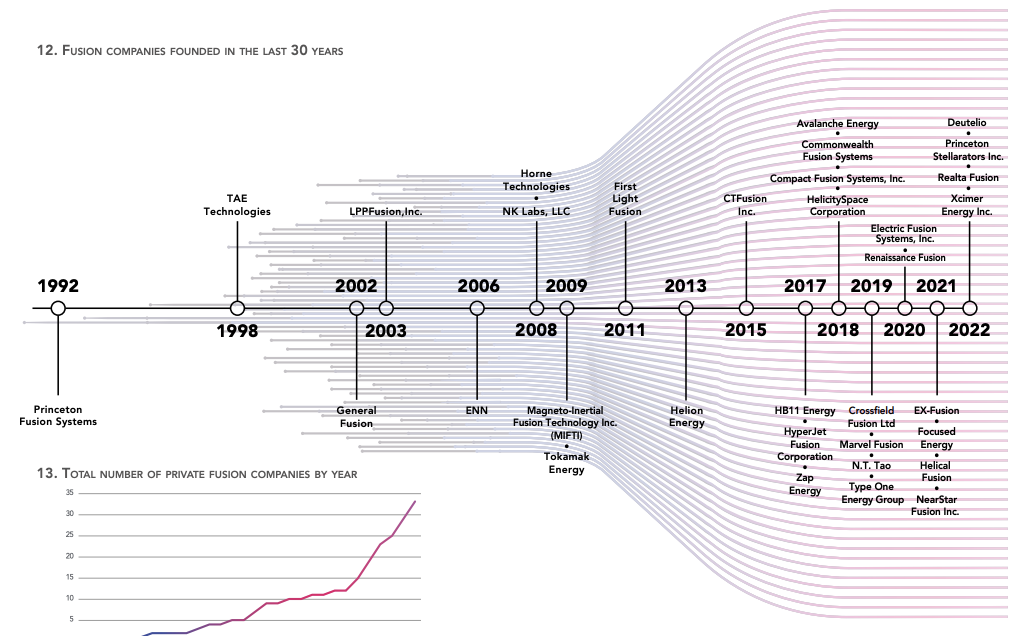 12. Fusion companies founded in the last 30 years
Avalanche Energy
Commonwealth
Fusion Systems
Compact Fusion Systems, Inc.
HelicitySpace
Corporation
Deutelio
Princeton
Stellarators Inc.
Realta Fusion
Xcimer
Energy Inc.
Horne
Technologies
NK Labs, LLC
First
Light
Fusion
TAE
Technologies
LPPFusion,Inc.
CTFusion
Inc.
Electric Fusion
Systems, Inc.
Renaissance Fusion
1992
2002
2006
2009
2013
2017
2019
2021
1998
2003
2008
2011
2015
2018
2020
2022
Princeton
Fusion Systems
General
Fusion
ENN
Magneto-Inertial
Fusion Technology Inc.
(MIFTI)
Tokamak
Energy
Helion
Energy
HB11 Energy
HyperJet
Fusion
Corporation
Zap
Energy
Crossfield
Fusion Ltd
Marvel Fusion
N.T. Tao
Type One
Energy Group
EX-Fusion
Focused
Energy
Helical
Fusion
NearStar
Fusion Inc.
13. Total number of private fusion companies by year
35
30
25
20
15
10
5